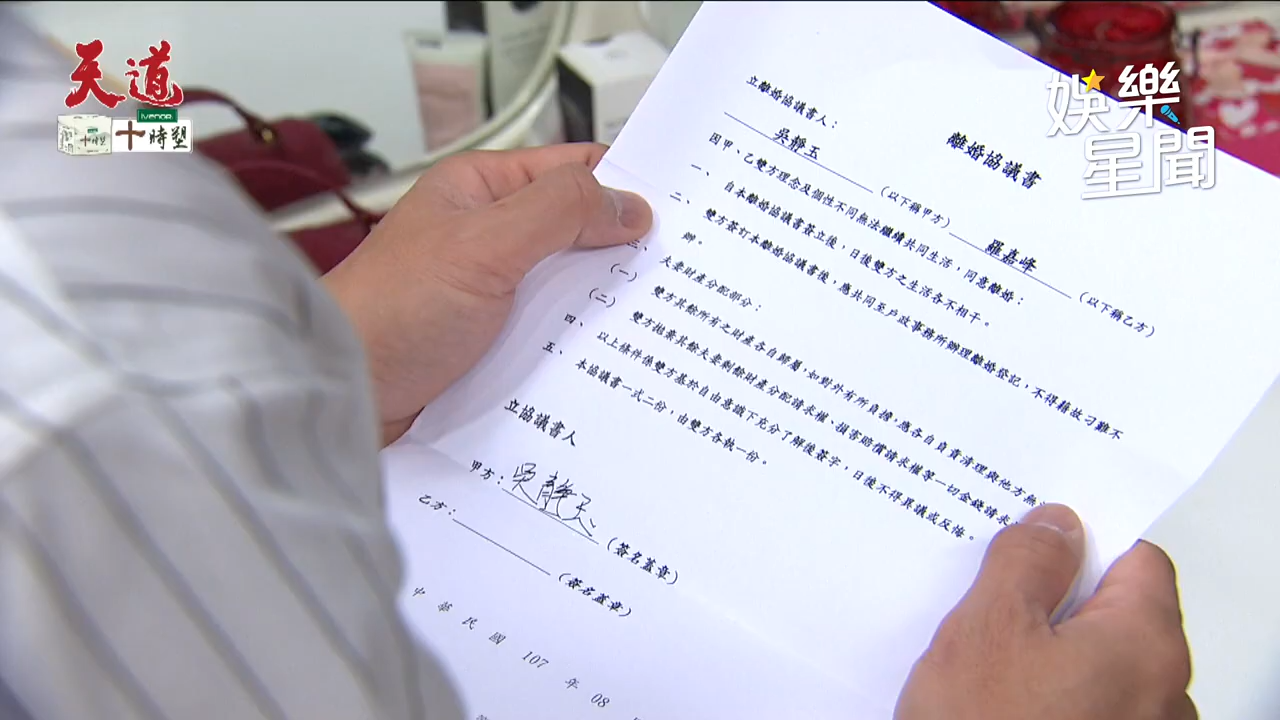 天道
ivenor
十時塑
娛樂
星聞
離婚協議書
立離婚協議書人：
吳靜玉（以下稱甲方）羅嘉峰（以下稱乙方）
因甲、乙雙方理念及個性不同無法繼續共同生活，同意離婚：
一、 自本離婚協議書簽立後，日後雙方之生活各不相干。
二、 雙方簽訂本離婚協議書後，應共同至戶政事務所辦理離婚登記，不得藉故刁難不
辦。
三、 夫妻財產分配部分：
（一） 雙方其餘所有之財產各自歸屬，如對外有所負擔，應各自負責清理與他方無
（二） 雙方拋棄其餘夫妻剩餘財產分配請求權、損害賠償請求權等一切金錢請求
四、 以上條件係雙方基於自由意識下充分了解後簽字，日後不得異議或反悔。
五、 本協議書一式二份，由雙方各執一份。
立協議書人
甲方：吳靜玉（簽名蓋章）
乙方：（簽名蓋章）
中 華 民 國 107 年 08